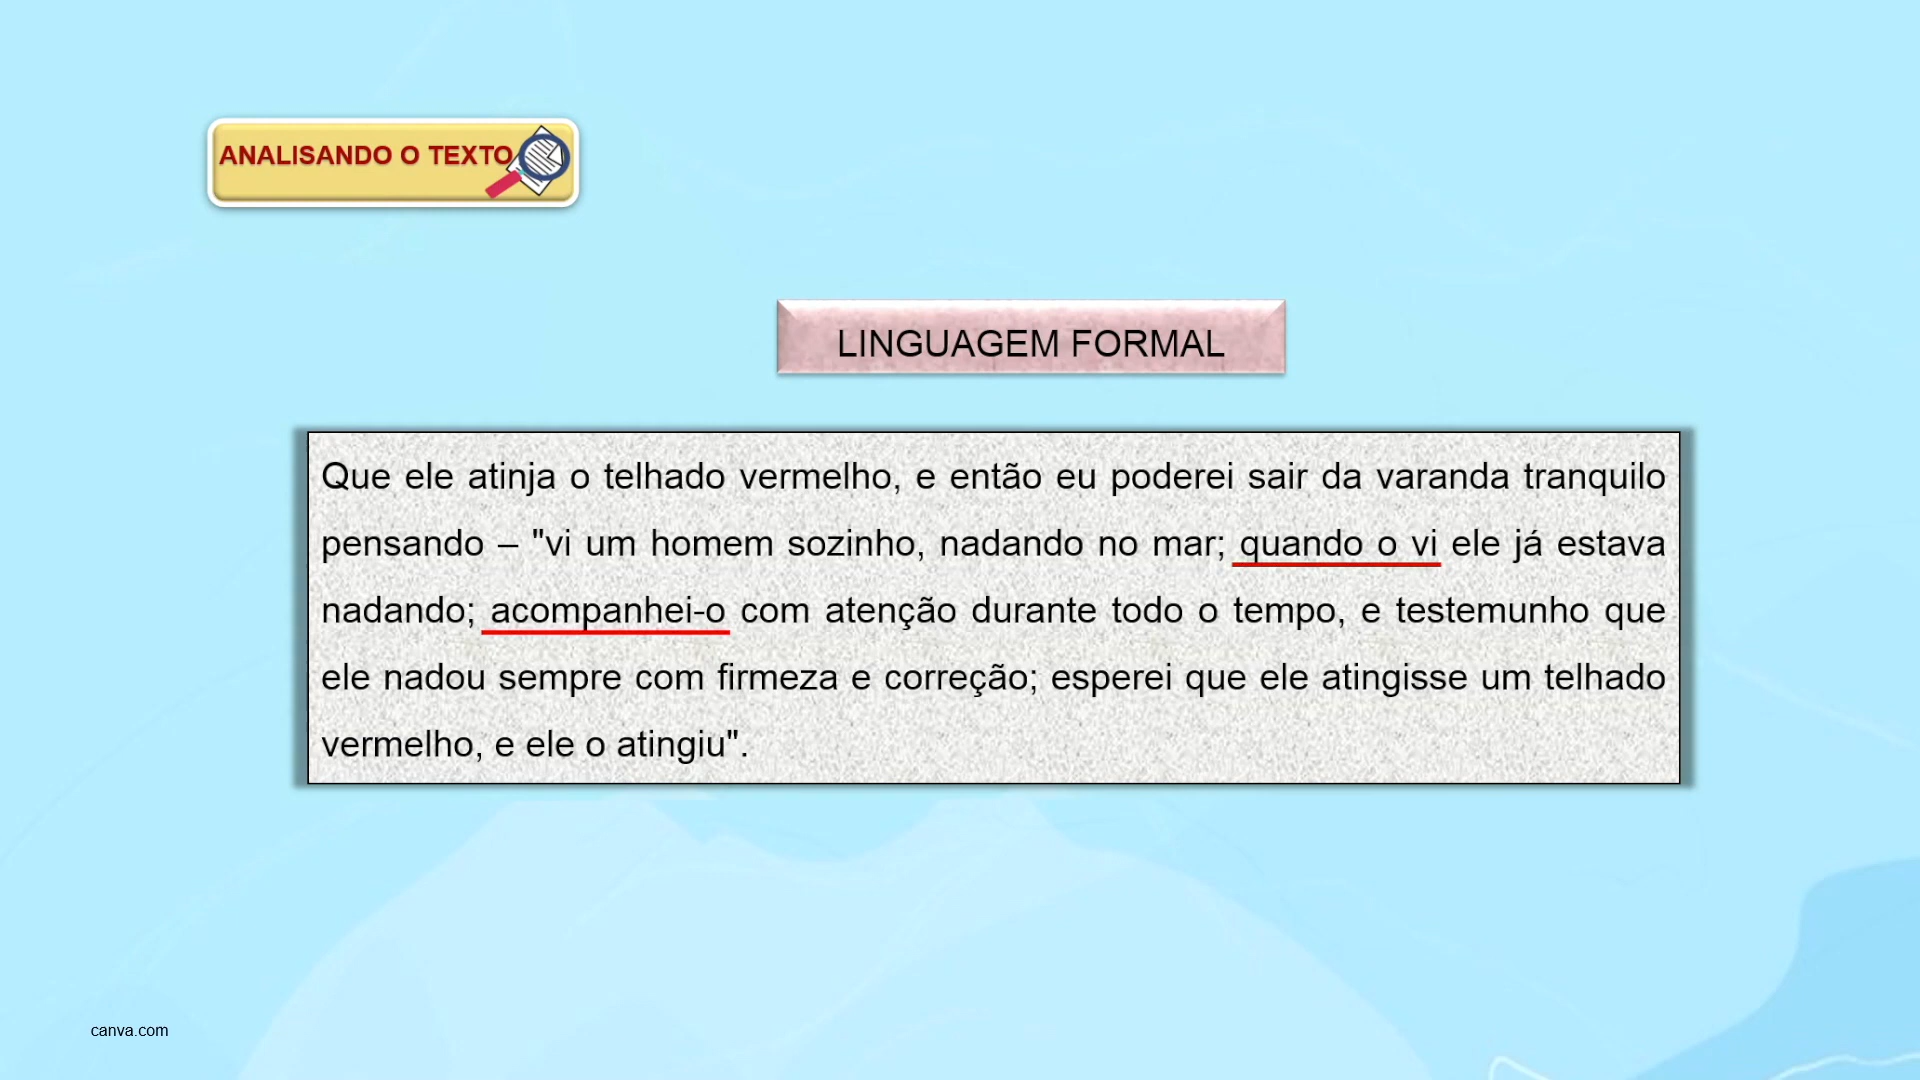 ANALISANDO O TEXTO
LINGUAGEM FORMAL
Que ele atinja o telhado vermelho, e então eu poderei sair da varanda tranquilo
pensando – "vi um homem sozinho, nadando no mar; quando o vi ele já estava
nadando; acompanhei-o com atenção durante todo o tempo, e testemunho que
ele nadou sempre com firmeza e correção; esperei que ele atingisse um telhado
vermelho, e ele o atingiu".
canva.com